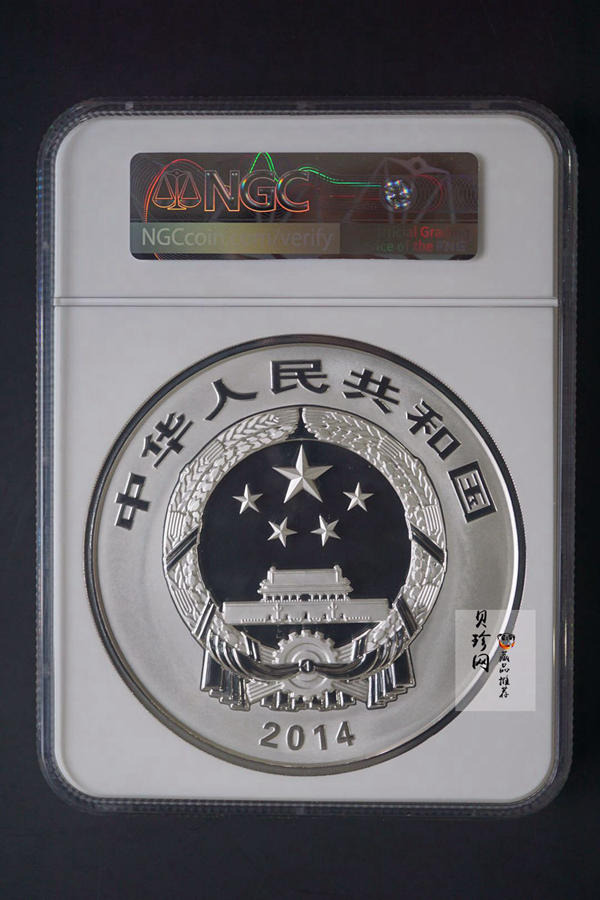 NGC
NGCcoin.com/verify
Official Grading
Service of the PNG
中华人民共和国
2014
贝珍网
藏品推荐